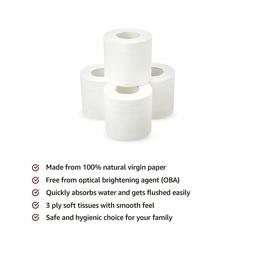 Made from 100% natural virgin paper
Free from optical brightening agent (OBA)
Quickly absorbs water and gets flushed easily
3 ply soft tissues with smooth feel
Safe and hygienic choice for your family